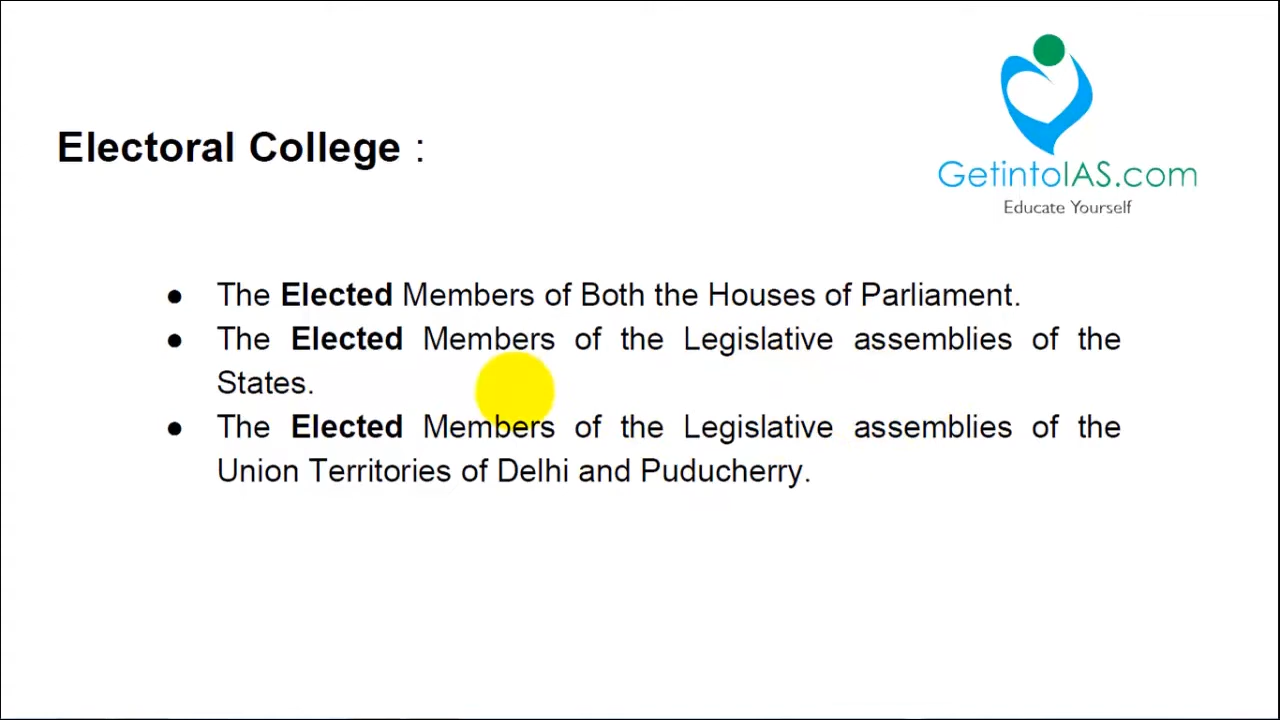 GetintoIAS.com
Educate Yourself
Electoral College :
● The Elected Members of Both the Houses of Parliament.
● The Elected Members of the Legislative assemblies of the
States.
● The Elected Members of the Legislative assemblies of the
Union Territories of Delhi and Puducherry.